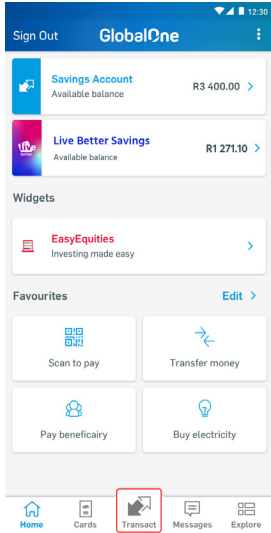 12:30
Sign Out GlobalOne
Savings Account
Available balance
R3 400.00
Live better
Live Better Savings
Available balance
R1 271.10
Widgets
EasyEquities
Investing made easy
Favourites Edit
Scan to pay Transfer money
Pay beneficairy Buy electricity
Home Cards Transact Messages Explore